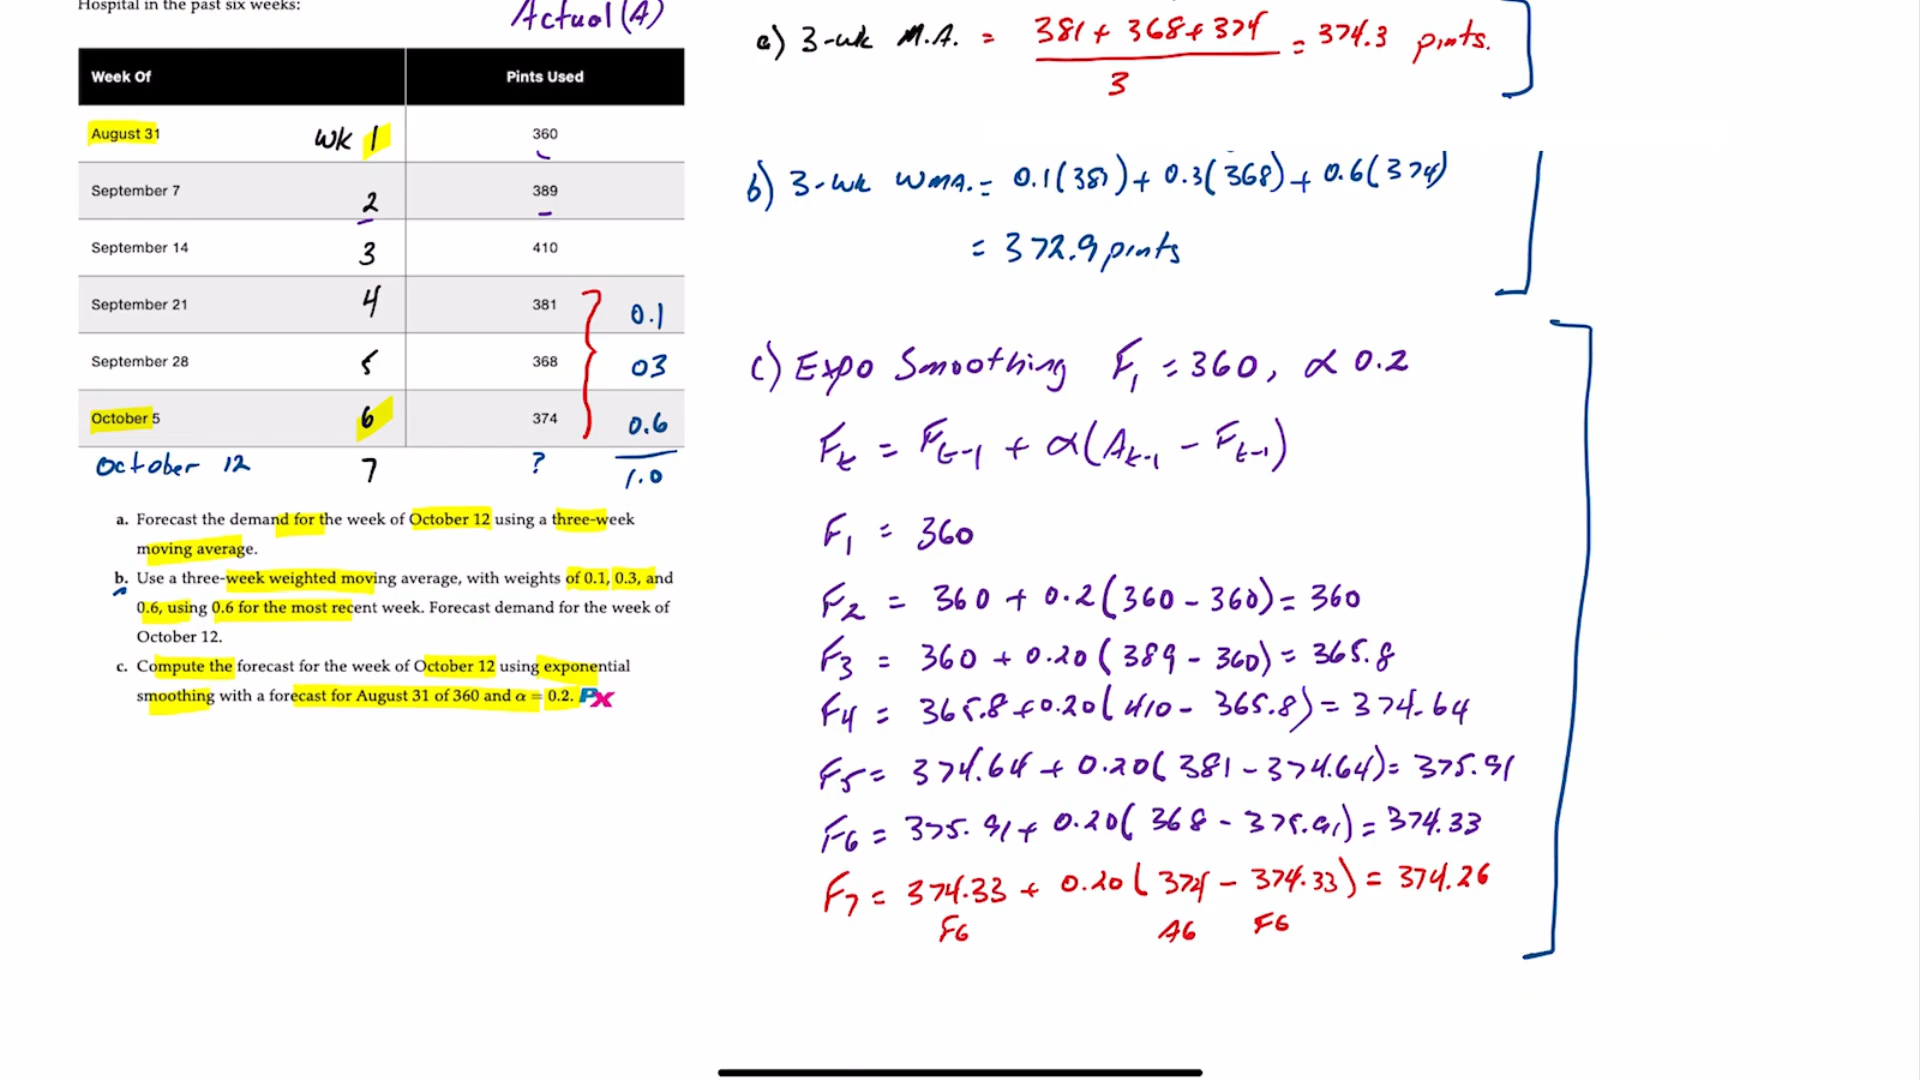 Hospital in the past six weeks:
Actual (A)
Week Of Pints Used
August 31 wk 1 360
September 7 2 389
September 14 3 410
September 21 4 381 0.1
September 28 5 368 03
October 5 6 374 0.6
October 12 7 ? 1.0
a. Forecast the demand for the week of October 12 using a three-week
moving average.
b. Use a three-week weighted moving average, with weights of 0.1, 0.3, and
0.6, using 0.6 for the most recent week. Forecast demand for the week of
October 12.
c. Compute the forecast for the week of October 12 using exponential
smoothing with a forecast for August 31 of 360 and α = 0.2. PX
a) 3-wk M.A. = 381 + 368 + 374 / 3 = 374.3 pints.
b) 3-wk WMA. = 0.1(381) + 0.3(368) + 0.6(374)
= 372.9 pints
c) Expo Smoothing F₁ = 360, α 0.2
Fₜ = Fₜ₋₁ + α(Aₜ₋₁ - Fₜ₋₁)
F₁ = 360
F₂ = 360 + 0.2(360 - 360) = 360
F₃ = 360 + 0.20(389 - 360) = 365.8
F4 = 365.8 + 0.20(410 - 365.8) = 374.64
F5 = 374.64 + 0.20(381 - 374.64) = 375.91
F6 = 375.91 + 0.20(368 - 375.91) = 374.33
F7 = 374.33 + 0.20(374 - 374.33) = 374.26
F6 A6 F6